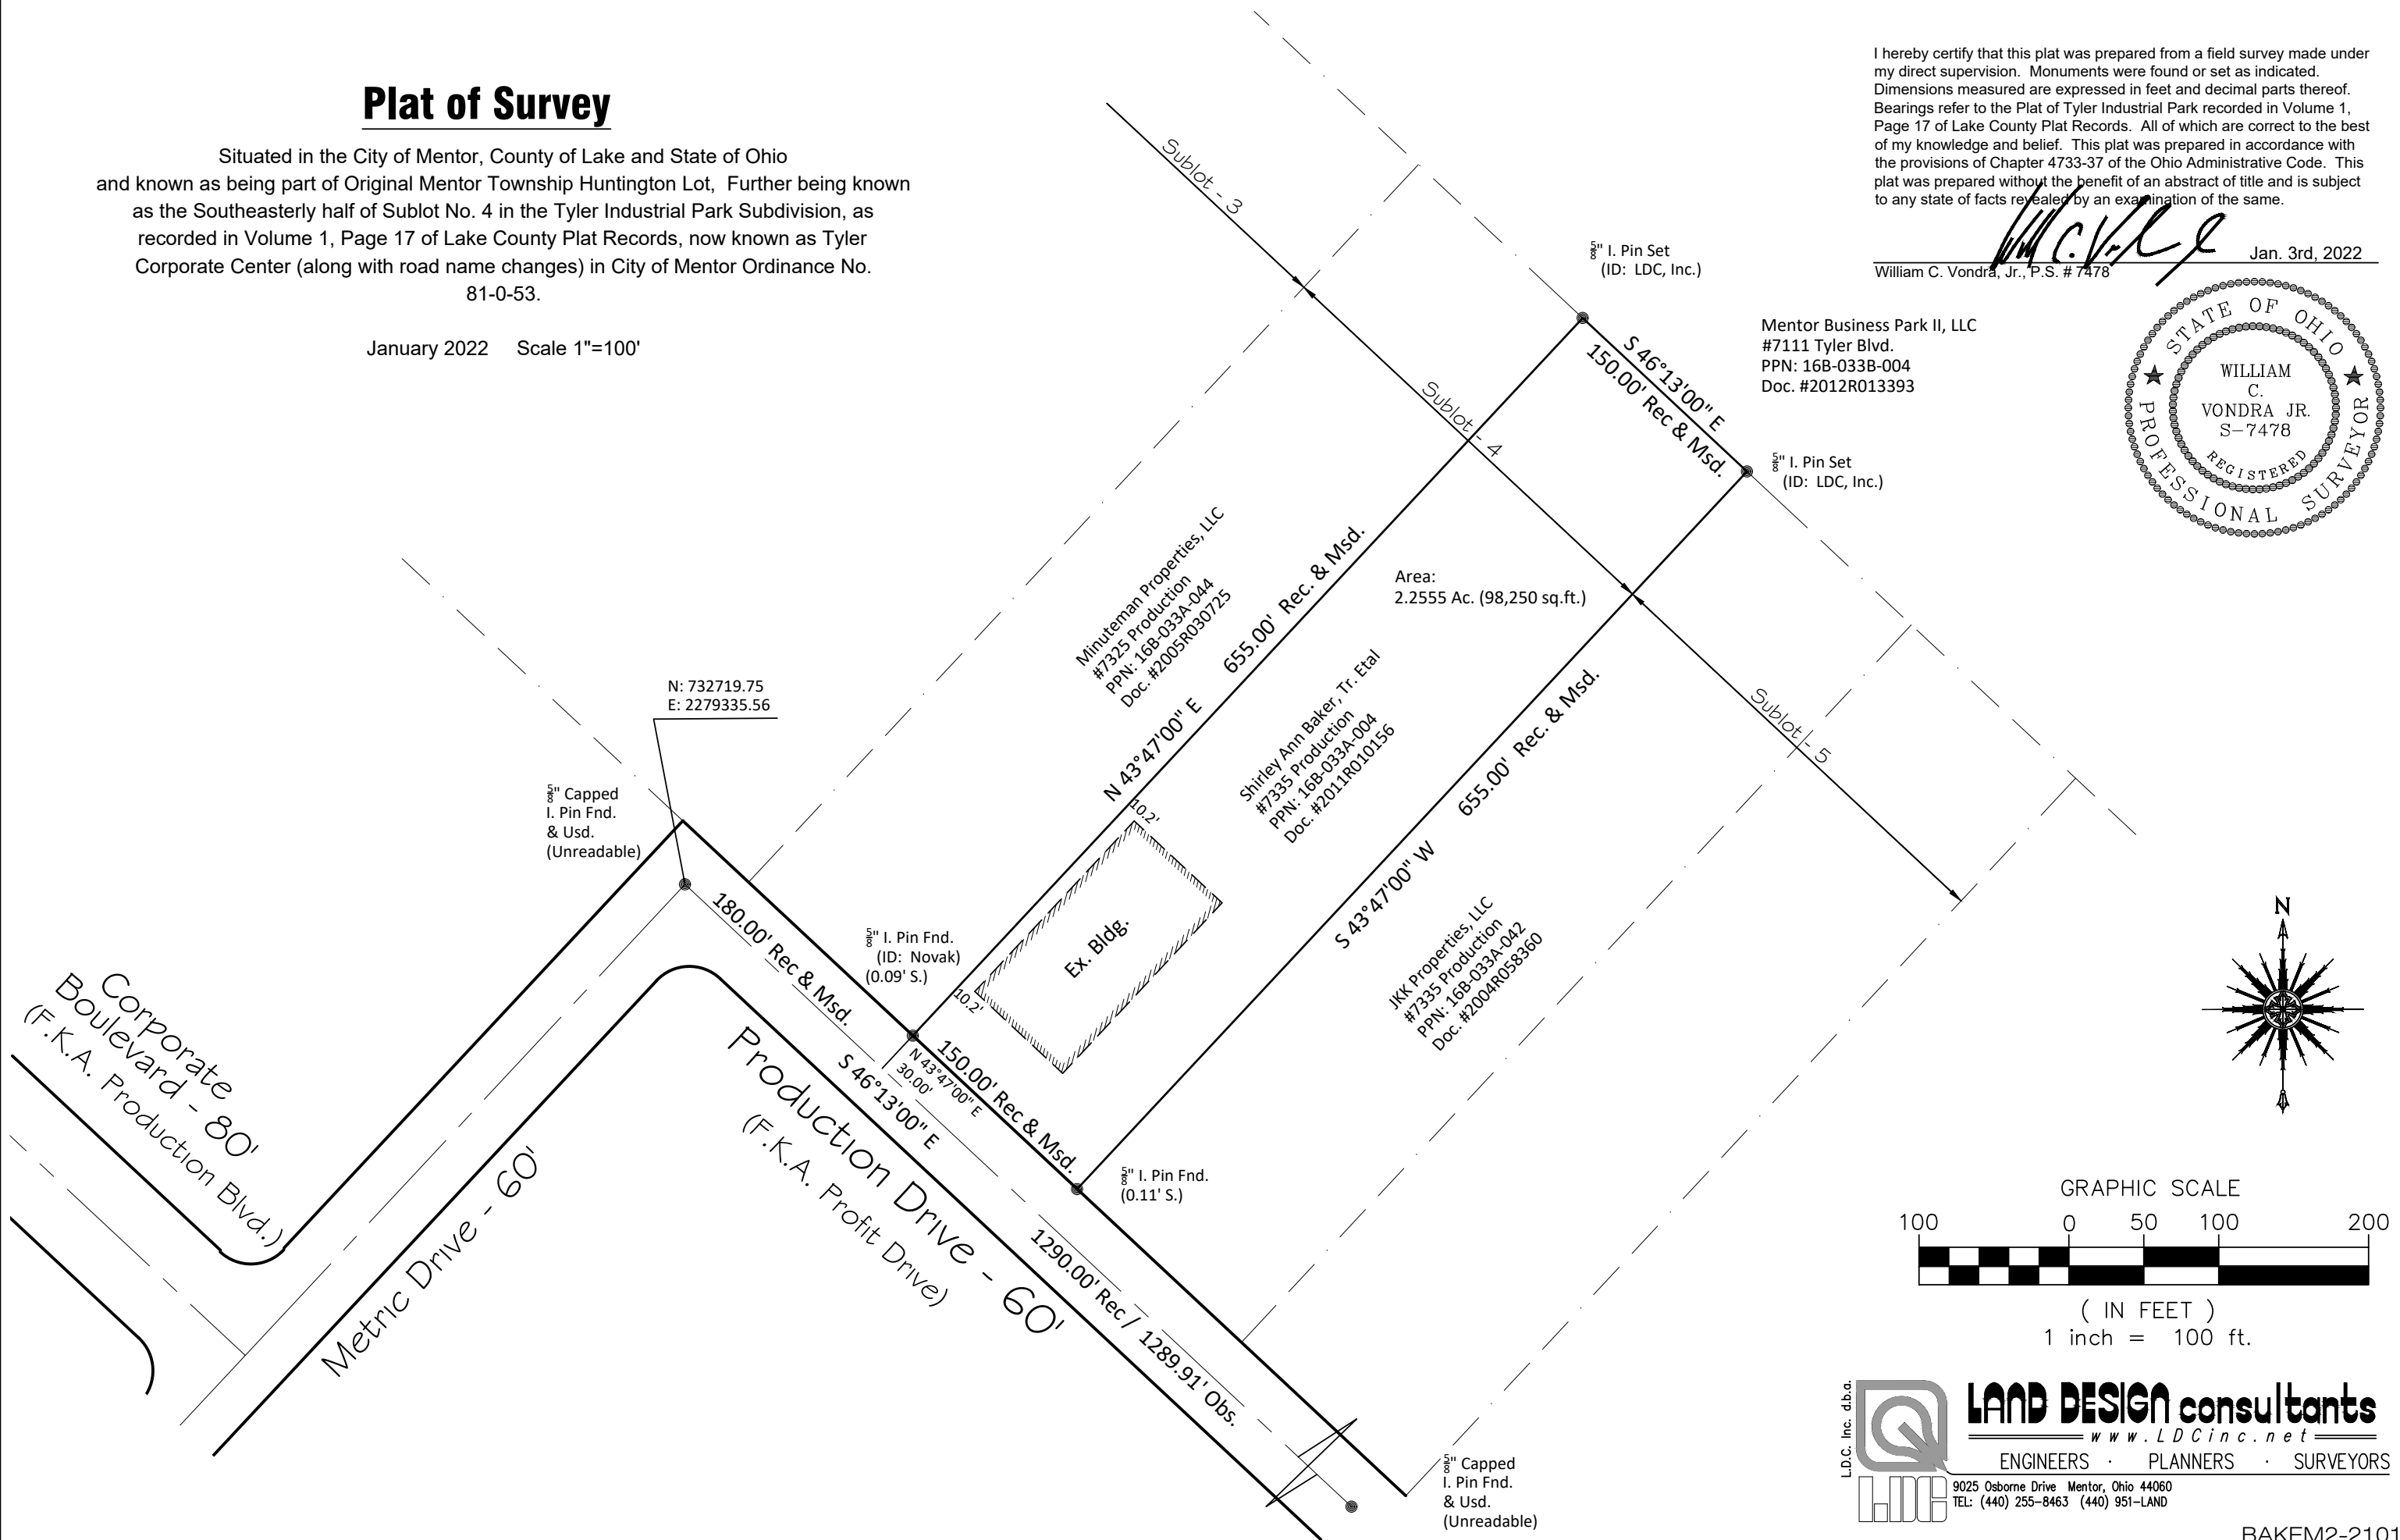 Plat of Survey
Situated in the City of Mentor, County of Lake and State of Ohio
and known as being part of Original Mentor Township Huntington Lot, Further being known
as the Southeasterly half of Sublot No. 4 in the Tyler Industrial Park Subdivision, as
recorded in Volume 1, Page 17 of Lake County Plat Records, now known as Tyler
Corporate Center (along with road name changes) in City of Mentor Ordinance No.
81-0-53.
January 2022 Scale 1"=100'
I hereby certify that this plat was prepared from a field survey made under
my direct supervision. Monuments were found or set as indicated.
Dimensions measured are expressed in feet and decimal parts thereof.
Bearings refer to the Plat of Tyler Industrial Park recorded in Volume 1,
Page 17 of Lake County Plat Records. All of which are correct to the best
of my knowledge and belief. This plat was prepared in accordance with
the provisions of Chapter 4733-37 of the Ohio Administrative Code. This
plat was prepared without the benefit of an abstract of title and is subject
to any state of facts revealed by an examination of the same.
Jan. 3rd, 2022
William C. Vondra, Jr., P.S. # 7478
STATE OF OHIO
WILLIAM
C.
VONDRA JR.
S-7478
REGISTERED
PROFESSIONAL SURVEYOR
Sublot - 3
Sublot - 4
Sublot - 5
⅝" I. Pin Set
(ID: LDC, Inc.)
S 46°13'00" E
150.00' Rec & Msd.
Mentor Business Park II, LLC
#7111 Tyler Blvd.
PPN: 16B-033B-004
Doc. #2012R013393
⅝" I. Pin Set
(ID: LDC, Inc.)
Minuteman Properties, LLC
#7325 Production
PPN: 16B-033A-044
Doc. #2005R030725
N 43°47'00" E 655.00' Rec. & Msd.
Area:
2.2555 Ac. (98,250 sq.ft.)
Shirley Ann Baker, Tr. Etal
#7335 Production
PPN: 16B-033A-004
Doc. #2011R010156
S 43°47'00" W 655.00' Rec. & Msd.
JKK Properties, LLC
#7335 Production
PPN: 16B-033A-042
Doc. #2004R058360
N: 732719.75
E: 2279335.56
⅝" Capped
I. Pin Fnd.
& Usd.
(Unreadable)
10.2'
Ex. Bldg.
10.2'
⅝" I. Pin Fnd.
(ID: Novak)
(0.09' S.)
180.00' Rec & Msd.
150.00' Rec & Msd.
N 43°47'00" E
30.00'
S 46°13'00" E
⅝" I. Pin Fnd.
(0.11' S.)
1290.00' Rec / 1289.91' Obs.
Production Drive - 60'
(F.K.A. Profit Drive)
Metric Drive - 60'
Corporate
Boulevard - 80'
(F.K.A. Production Blvd.)
⅝" Capped
I. Pin Fnd.
& Usd.
(Unreadable)
N
GRAPHIC SCALE
100 0 50 100 200
( IN FEET )
1 inch = 100 ft.
L.D.C. Inc. d.b.a.
LDC
LAND DESIGN consultants
www.LDCinc.net
ENGINEERS · PLANNERS · SURVEYORS
9025 Osborne Drive Mentor, Ohio 44060
TEL: (440) 255-8463 (440) 951-LAND